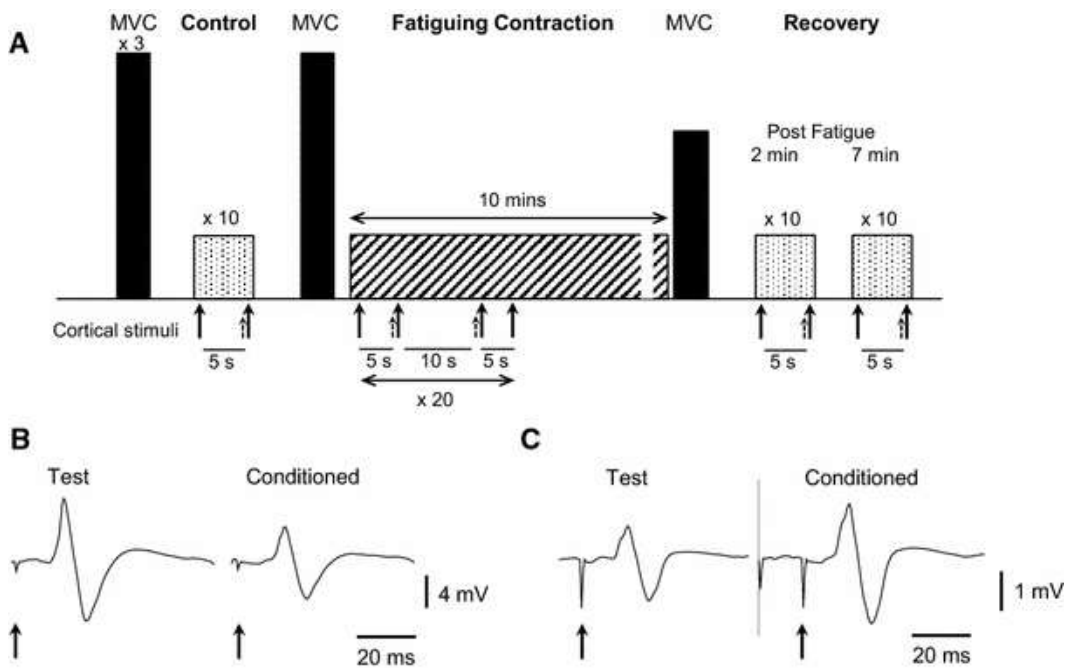 MVC Control MVC Fatiguing Contraction MVC Recovery
x 3
A
Post Fatigue
2 min 7 min
10 mins
x 10 x 10 x 10
Cortical stimuli
5 s 5 s 10 s 5 s 5 s 5 s
x 20
B C
Test Conditioned Test Conditioned
4 mV 1 mV
20 ms 20 ms